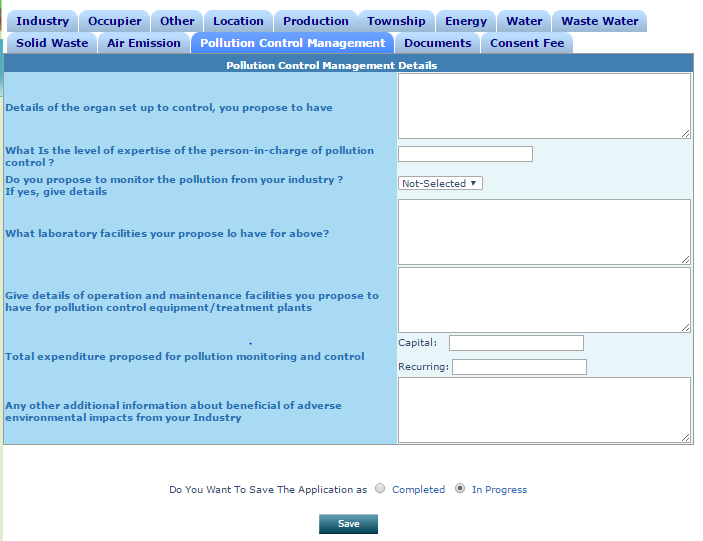 Industry Occupier Other Location Production Township Energy Water Waste Water
Solid Waste Air Emission Pollution Control Management Documents Consent Fee
Pollution Control Management Details
Details of the organ set up to control, you propose to have
What Is the level of expertise of the person-in-charge of pollution
control ?
Do you propose to monitor the pollution from your industry ?
If yes, give details
Not-Selected
What laboratory facilities your propose lo have for above?
Give details of operation and maintenance facilities you propose to
have for pollution control equipment/treatment plants
Total expenditure proposed for pollution monitoring and control
Capital:
Recurring:
Any other additional information about beneficial of adverse
environmental impacts from your Industry
Do You Want To Save The Application as Completed In Progress
Save